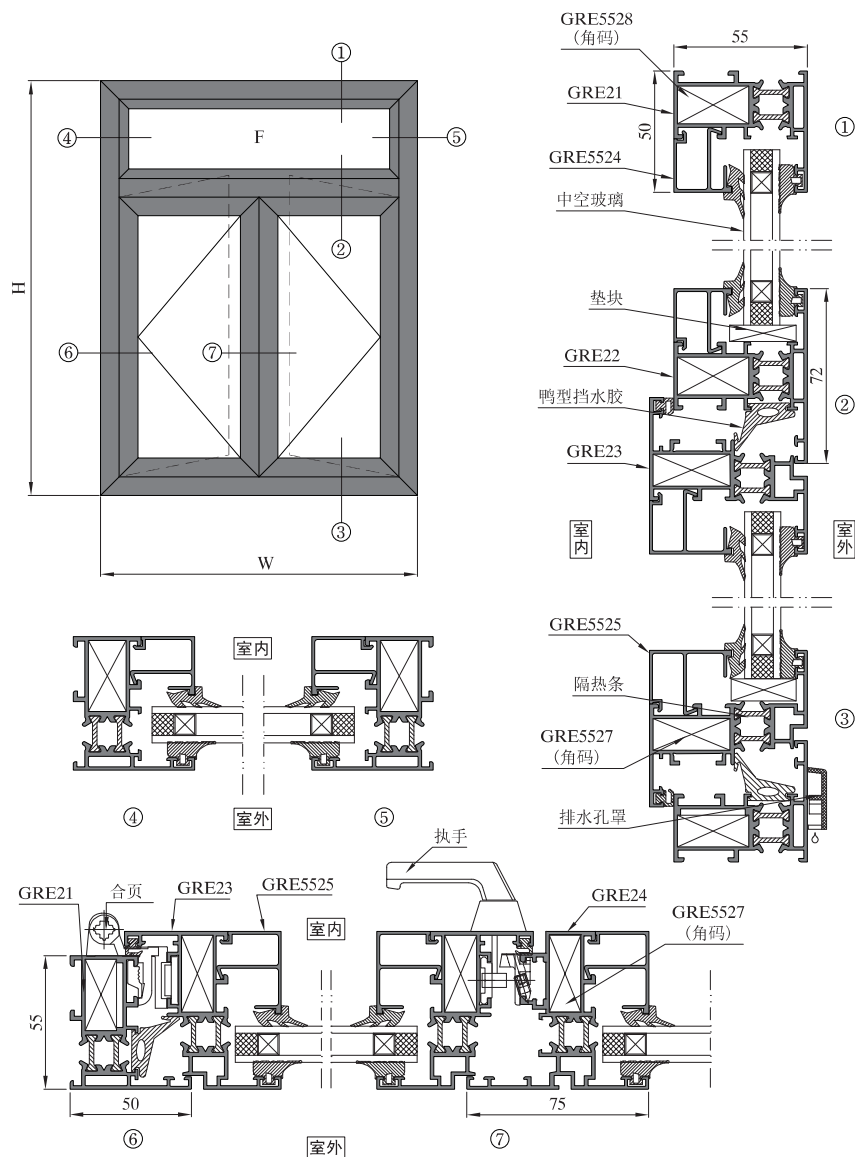 GRE5528
（角码）
55
①
GRE21
50
①
④
F
⑤
GRE5524
中空玻璃
②
H
垫块
⑥
⑦
GRE22
72
鸭型挡水胶
②
GRE23
③
室内
室外
W
GRE5525
室内
隔热条
③
GRE5527
（角码）
④
室外
⑤
排水孔罩
执手
GRE21
合页
GRE23
GRE5525
室内
GRE24
GRE5527
（角码）
55
50
75
⑥
室外
⑦